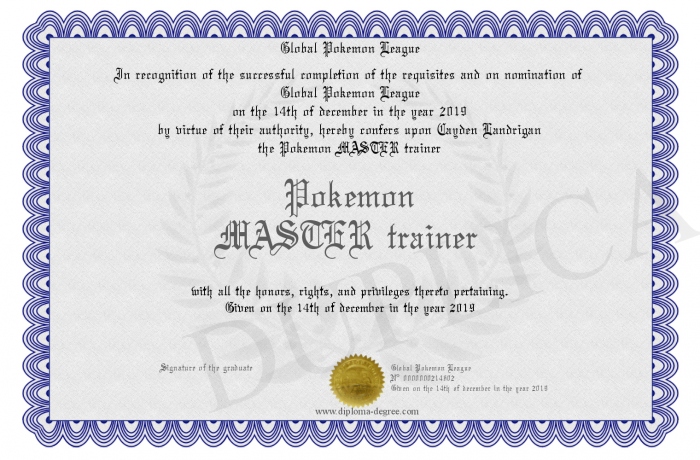 Global Pokemon League
In recognition of the successful completion of the requisites and on nomination of
Global Pokemon League
on the 14th of december in the year 2019
by virtue of their authority, hereby confers upon Cayden Landrigan
the Pokemon MASTER trainer
Pokemon
MASTER trainer
with all the honors, rights, and privileges thereto pertaining.
Given on the 14th of december in the year 2019
Signature of the graduate
Global Pokemon League
Nº 0000000214802
Given on the 14th of december in the year 2019
www.diploma-degree.com
DUPLICA